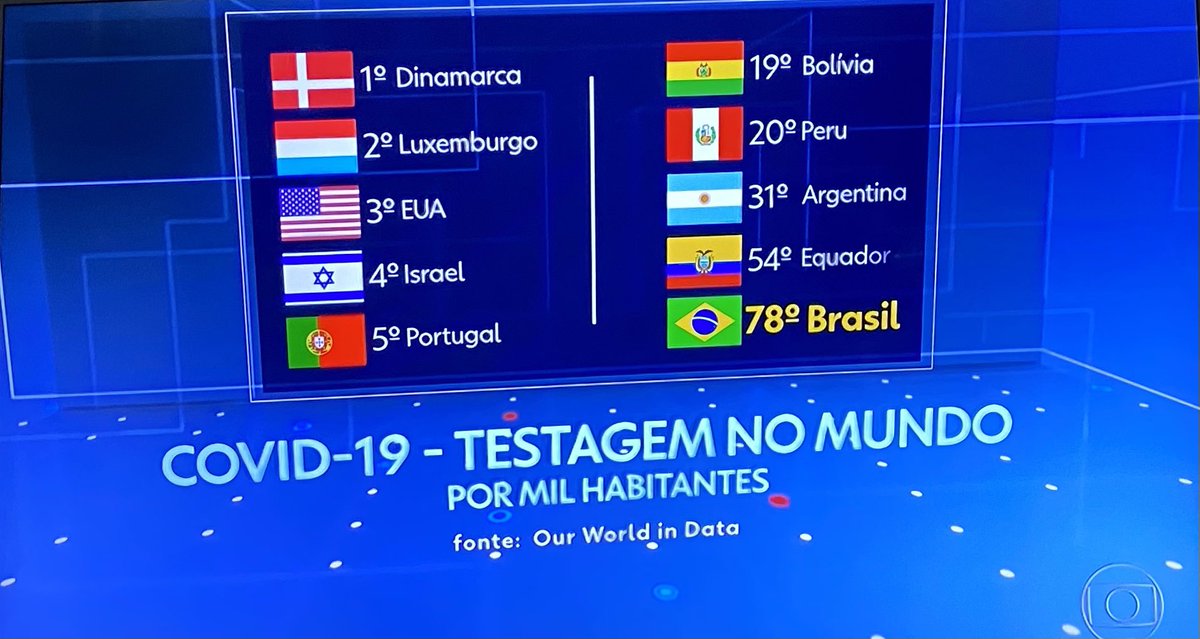 1º Dinamarca
2º Luxemburgo
3º EUA
4º Israel
5º Portugal
19º Bolívia
20º Peru
31º Argentina
54º Equador
78º Brasil
COVID-19 - TESTAGEM NO MUNDO
POR MIL HABITANTES
fonte: Our World in Data